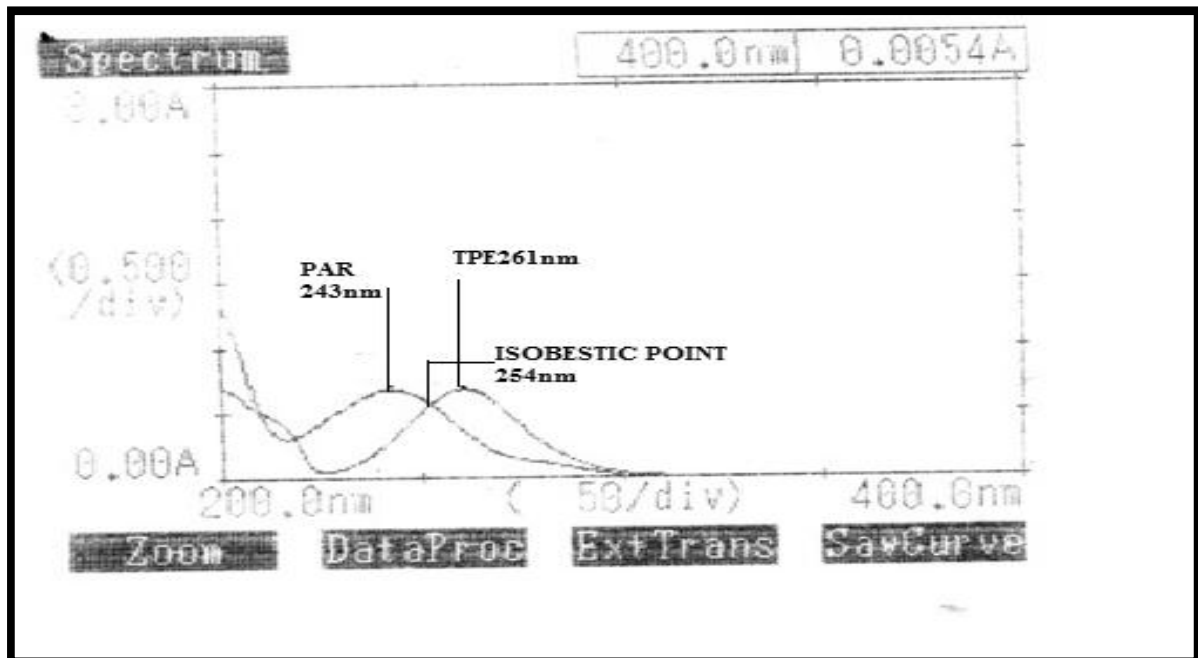 Spectrum
400.0nm 0.0054A
3.00A
TPE261nm
PAR
243nm
(0.500
/div)
ISOBESTIC POINT
254nm
0.00A
200.0nm ( 50/div) 400.0nm
Zoom DataProc ExtTrans SavCurve